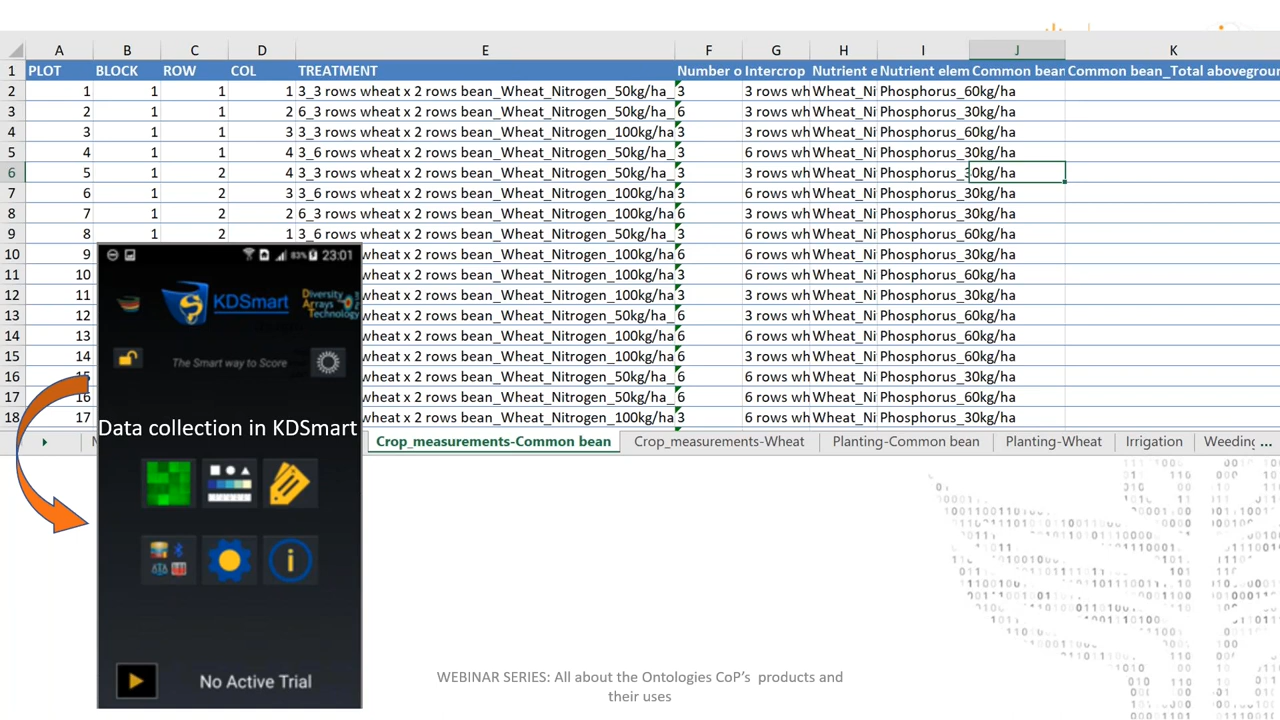 A B C D E F G H I J K
1 PLOT BLOCK ROW COL TREATMENT Number o Intercrop Nutrient e Nutrient elem Common bean Common bean_Total abovegroun
2 1 1 1 1 3_3 rows wheat x 2 rows bean_Wheat_Nitrogen_50kg/ha_ 3 3 rows wh Wheat_Ni Phosphorus_60kg/ha
3 2 1 1 2 6_3 rows wheat x 2 rows bean_Wheat_Nitrogen_50kg/ha_ 6 3 rows wh Wheat_Ni Phosphorus_30kg/ha
4 3 1 1 3 3_3 rows wheat x 2 rows bean_Wheat_Nitrogen_100kg/ha 3 3 rows wh Wheat_Ni Phosphorus_60kg/ha
5 4 1 1 4 3_6 rows wheat x 2 rows bean_Wheat_Nitrogen_50kg/ha_ 3 6 rows wh Wheat_Ni Phosphorus_30kg/ha
6 5 1 2 4 3_3 rows wheat x 2 rows bean_Wheat_Nitrogen_50kg/ha_ 3 3 rows wh Wheat_Ni Phosphorus_30kg/ha
7 6 1 2 3 3_6 rows wheat x 2 rows bean_Wheat_Nitrogen_100kg/ha 3 6 rows wh Wheat_Ni Phosphorus_30kg/ha
8 7 1 2 2 6_3 rows wheat x 2 rows bean_Wheat_Nitrogen_100kg/ha 6 3 rows wh Wheat_Ni Phosphorus_30kg/ha
9 8 1 2 1 3_6 rows wheat x 2 rows bean_Wheat_Nitrogen_100kg/ha 3 6 rows wh Wheat_Ni Phosphorus_60kg/ha
10 9 wheat x 2 rows bean_Wheat_Nitrogen_100kg/ha 6 6 rows wh Wheat_Ni Phosphorus_30kg/ha
11 10 wheat x 2 rows bean_Wheat_Nitrogen_100kg/ha 3 6 rows wh Wheat_Ni Phosphorus_60kg/ha
12 11 wheat x 2 rows bean_Wheat_Nitrogen_100kg/ha 3 3 rows wh Wheat_Ni Phosphorus_30kg/ha
13 12 wheat x 2 rows bean_Wheat_Nitrogen_50kg/ha_ 6 6 rows wh Wheat_Ni Phosphorus_30kg/ha
14 13 wheat x 2 rows bean_Wheat_Nitrogen_100kg/ha 6 6 rows wh Wheat_Ni Phosphorus_60kg/ha
15 14 wheat x 2 rows bean_Wheat_Nitrogen_100kg/ha 6 3 rows wh Wheat_Ni Phosphorus_60kg/ha
16 15 wheat x 2 rows bean_Wheat_Nitrogen_50kg/ha_ 6 6 rows wh Wheat_Ni Phosphorus_30kg/ha
17 16 wheat x 2 rows bean_Wheat_Nitrogen_50kg/ha_ 6 6 rows wh Wheat_Ni Phosphorus_60kg/ha
18 17 wheat x 2 rows bean_Wheat_Nitrogen_100kg/ha 3 6 rows wh Wheat_Ni Phosphorus_60kg/ha
Crop_measurements-Common bean Crop_measurements-Wheat Planting-Common bean Planting-Wheat Irrigation Weeding ...
83% 23:01
KDSmart Diversity
Arrays
Technology
The Smart way to Score
Data collection in KDSmart
No Active Trial
WEBINAR SERIES: All about the Ontologies CoP's products and
their uses